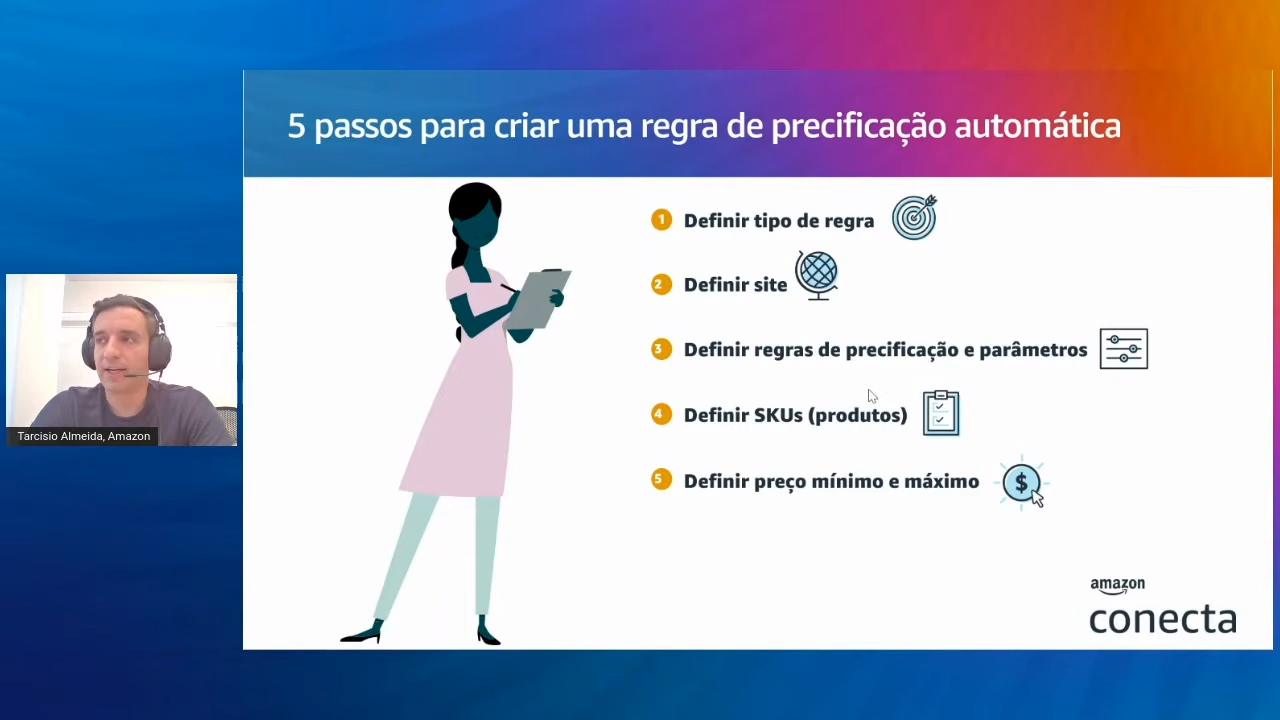 5 passos para criar uma regra de precificação automática
1 Definir tipo de regra
2 Definir site
3 Definir regras de precificação e parâmetros
4 Definir SKUs (produtos)
5 Definir preço mínimo e máximo
$
Tarcisio Almeida, Amazon
amazon
conecta